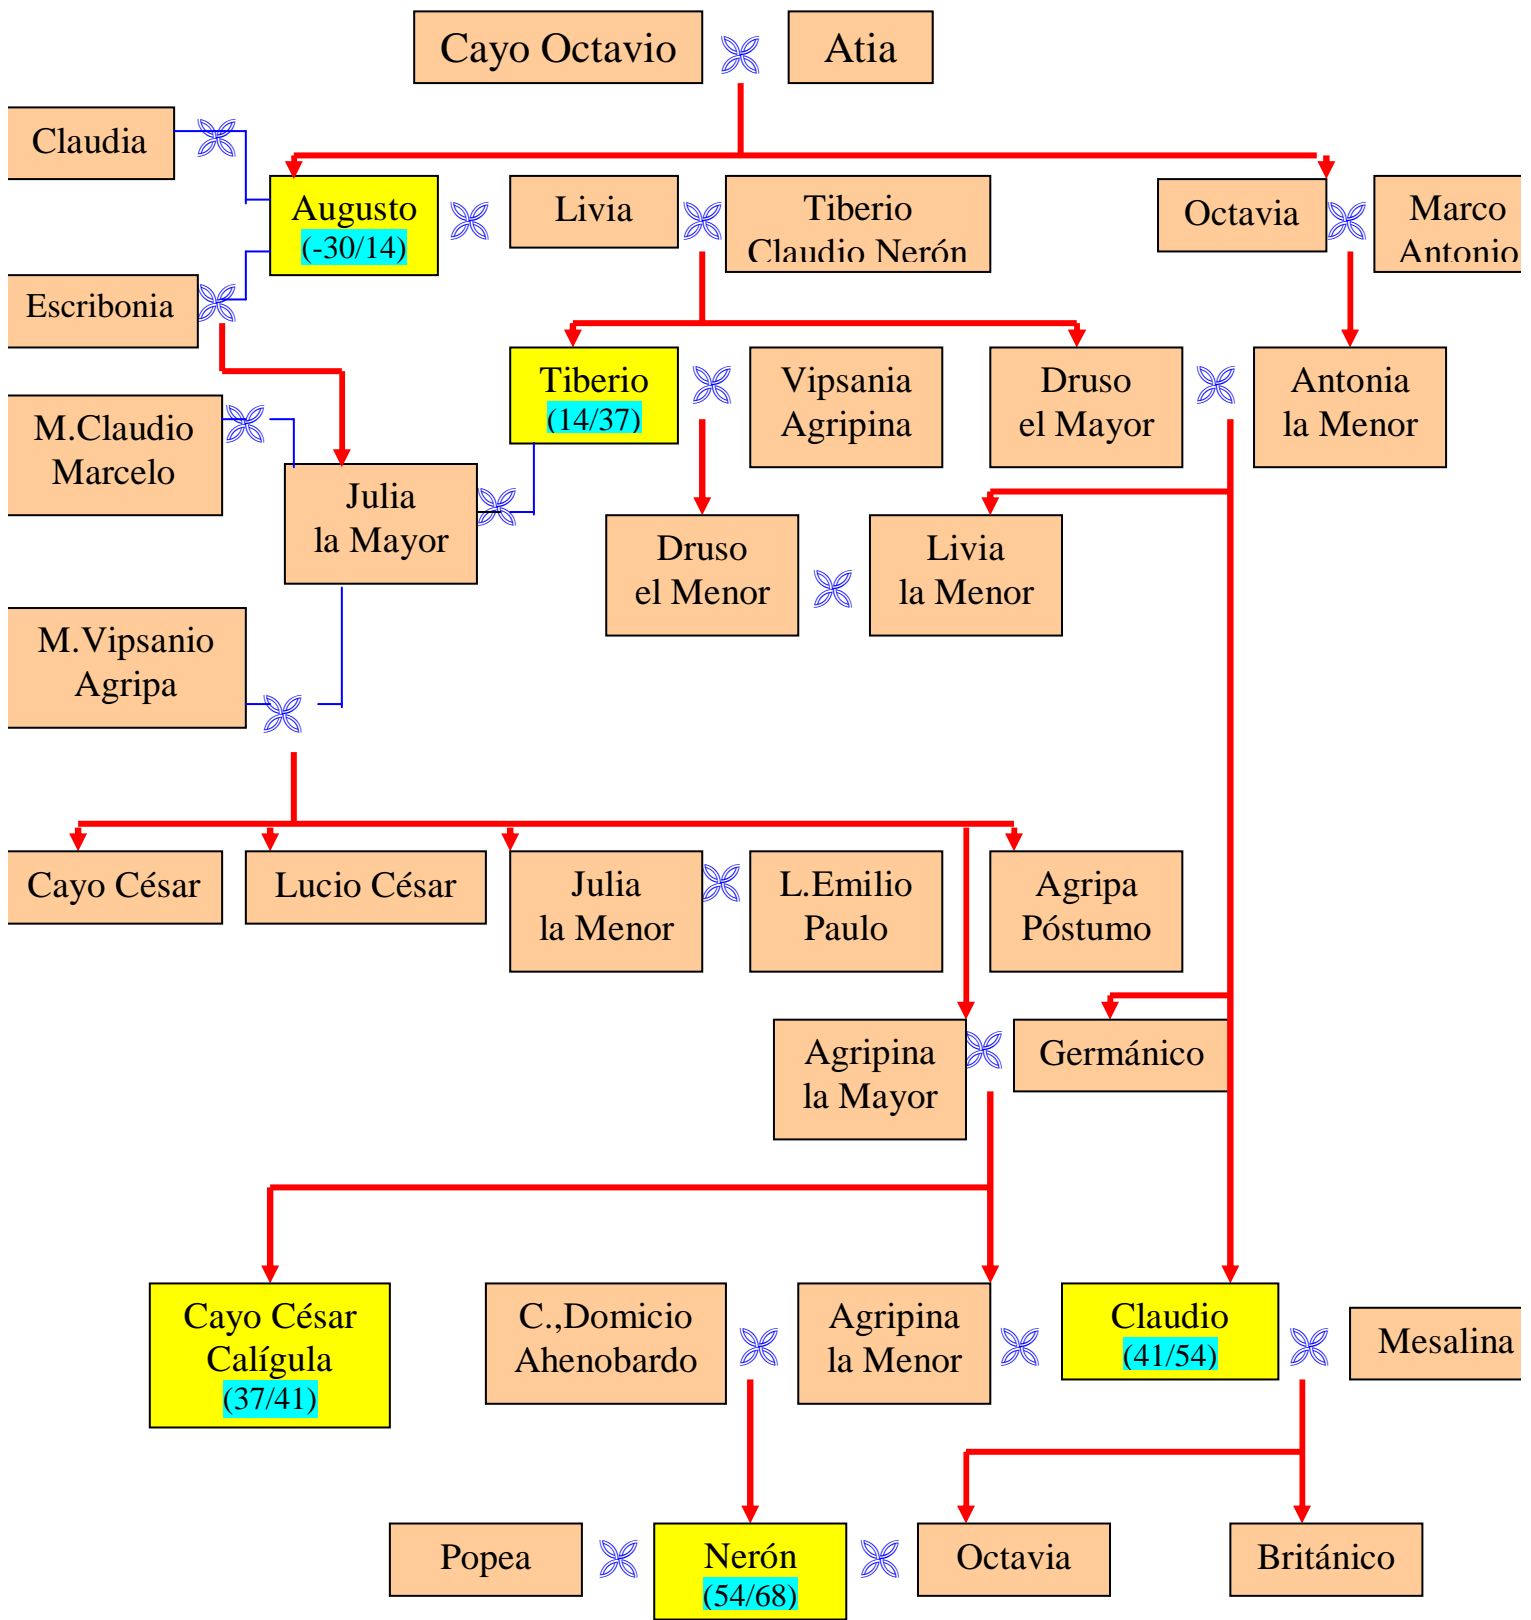 Cayo Octavio
Atia
Claudia
Augusto
(-30/14)
Livia
Tiberio
Claudio Nerón
Octavia
Marco
Antonio
Escribonia
Tiberio
(14/37)
Vipsania
Agripina
Druso
el Mayor
Antonia
la Menor
M.Claudio
Marcelo
Julia
la Mayor
Druso
el Menor
Livia
la Menor
M.Vipsanio
Agripa
Cayo César
Lucio César
Julia
la Menor
L.Emilio
Paulo
Agripa
Póstumo
Agripina
la Mayor
Germánico
Cayo César
Calígula
(37/41)
C.,Domicio
Ahenobardo
Agripina
la Menor
Claudio
(41/54)
Mesalina
Popea
Nerón
(54/68)
Octavia
Británico